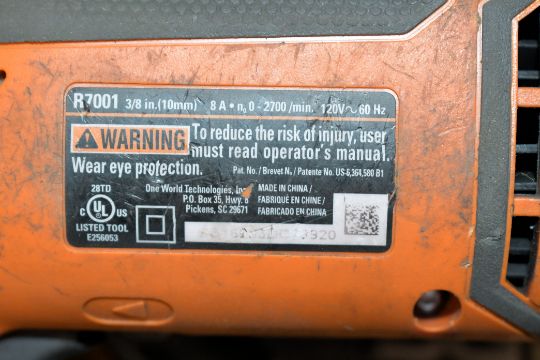 R7001 3/8 in.(10mm) 8 A • n₀ 0 - 2700 /min. 120V ~ 60 Hz
WARNING To reduce the risk of injury, user
must read operator's manual.
Wear eye protection. Pat. No. / Brevet N., / Patente No. US 6,364,580 B1
28TD
One World Technologies, Inc.
P.O. Box 35, Hwy. 8
Pickens, SC 29671
MADE IN CHINA /
FABRIQUÉ EN CHINE /
FABRICADO EN CHINA
C UL US
LISTED TOOL
E256053